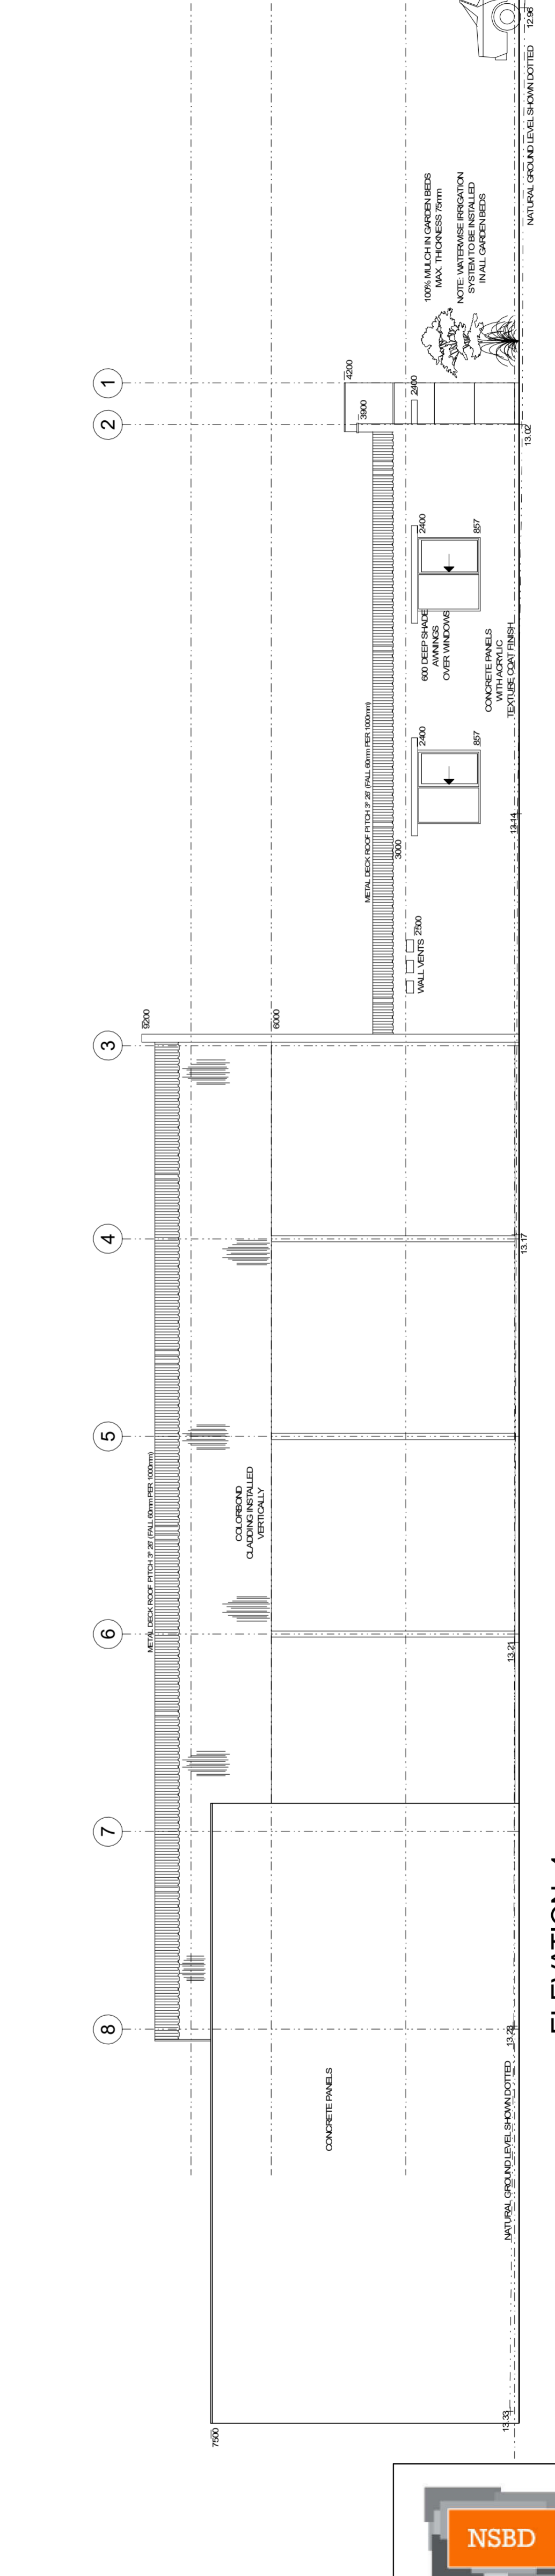 8
7
6
5
4
3
2
1
METAL DECK ROOF PITCH 3° 26' (FALL 60mm PER 1000mm)
9200
7500
COLORBOND
CLADDING INSTALLED
VERTICALLY
6000
CONCRETE PANELS
METAL DECK ROOF PITCH 3° 26' (FALL 60mm PER 1000mm)
4200
3900
3000
2400
WALL VENTS 2500
2400
857
600 DEEP SHADE
AWNINGS
OVER WINDOWS
2400
857
CONCRETE PANELS
WITH ACRYLIC
TEXTURE COAT FINISH
100% MULCH IN GARDEN BEDS
MAX. THICKNESS 75mm
NOTE: WATERWISE IRRIGATION
SYSTEM TO BE INSTALLED
IN ALL GARDEN BEDS
13.33
NATURAL GROUND LEVEL SHOWN DOTTED
13.23
13.21
13.17
13.14
13.02
NATURAL GROUND LEVEL SHOWN DOTTED
12.96
NSBD